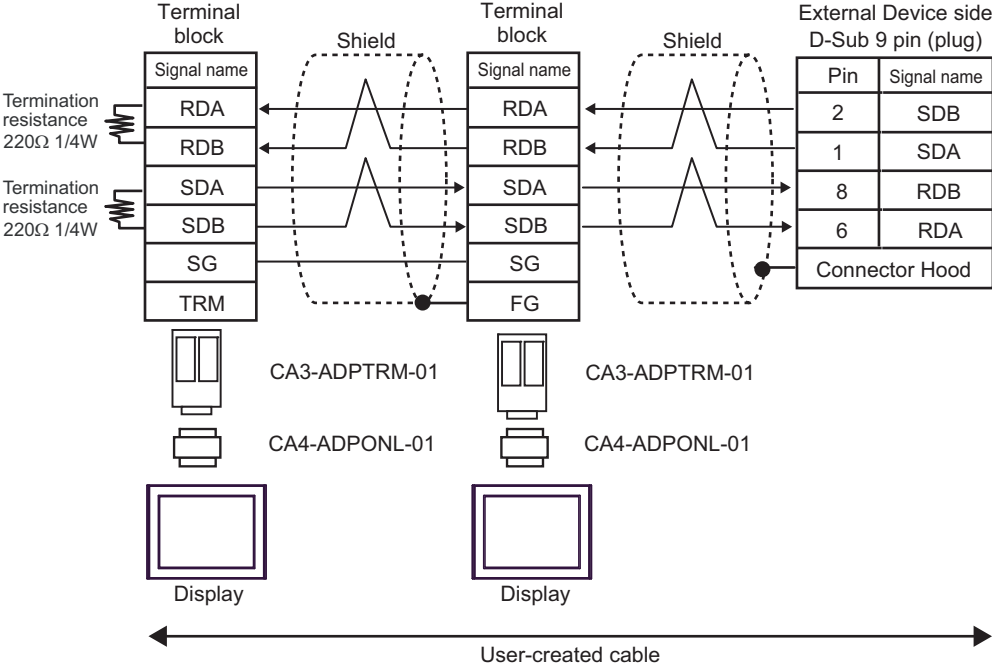 Terminal
block
Terminal
block
External Device side
D-Sub 9 pin (plug)
Shield
Shield
Signal name
Signal name
Pin
Signal name
Termination
resistance
220Ω 1/4W
RDA
RDA
2
SDB
RDB
RDB
1
SDA
Termination
resistance
220Ω 1/4W
SDA
SDA
8
RDB
SDB
SDB
6
RDA
SG
SG
Connector Hood
TRM
FG
CA3-ADPTRM-01
CA3-ADPTRM-01
CA4-ADPONL-01
CA4-ADPONL-01
Display
Display
User-created cable